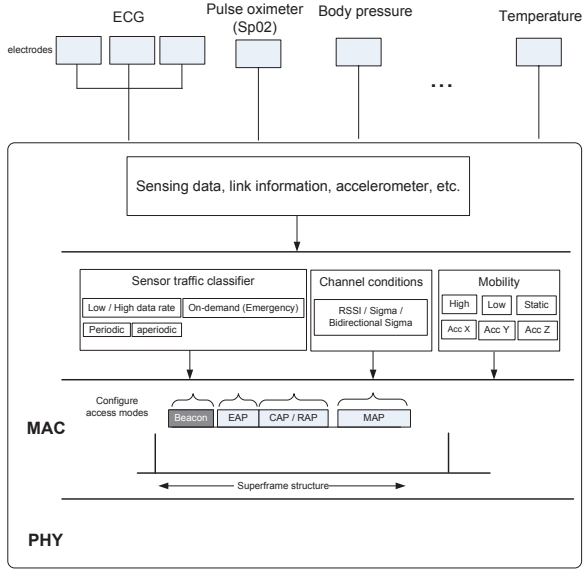 ECG
Pulse oximeter
(Sp02)
Body pressure
Temperature
electrodes
...
Sensing data, link information, accelerometer, etc.
Sensor traffic classifier
Low / High data rate
On-demand (Emergency)
Periodic
aperiodic
Channel conditions
RSSI / Sigma /
Bidirectional Sigma
Mobility
High
Low
Static
Acc X
Acc Y
Acc Z
Configure
access modes
MAC
Beacon
EAP
CAP / RAP
MAP
Superframe structure
PHY